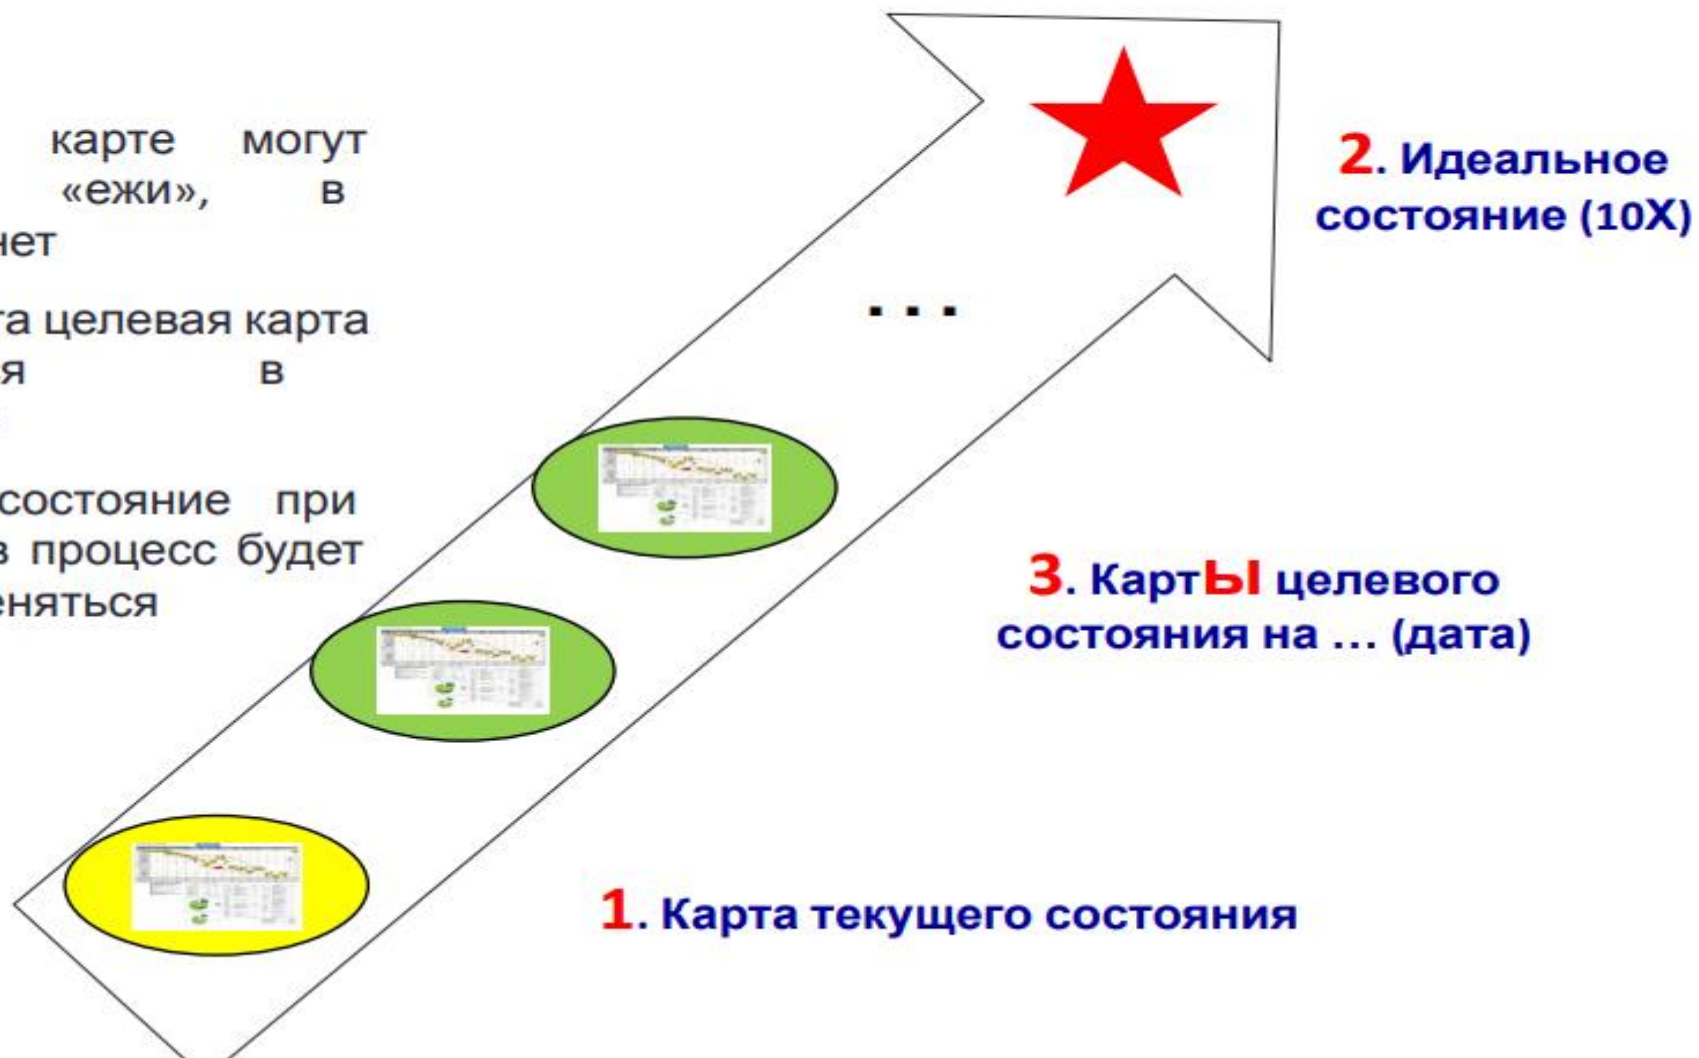 карте могут
«ежи», в
нет
та целевая карта
я в
состояние при
в процесс будет
еняться
2. Идеальное
состояние (10X)
...
3. Карты целевого
состояния на ... (дата)
1. Карта текущего состояния